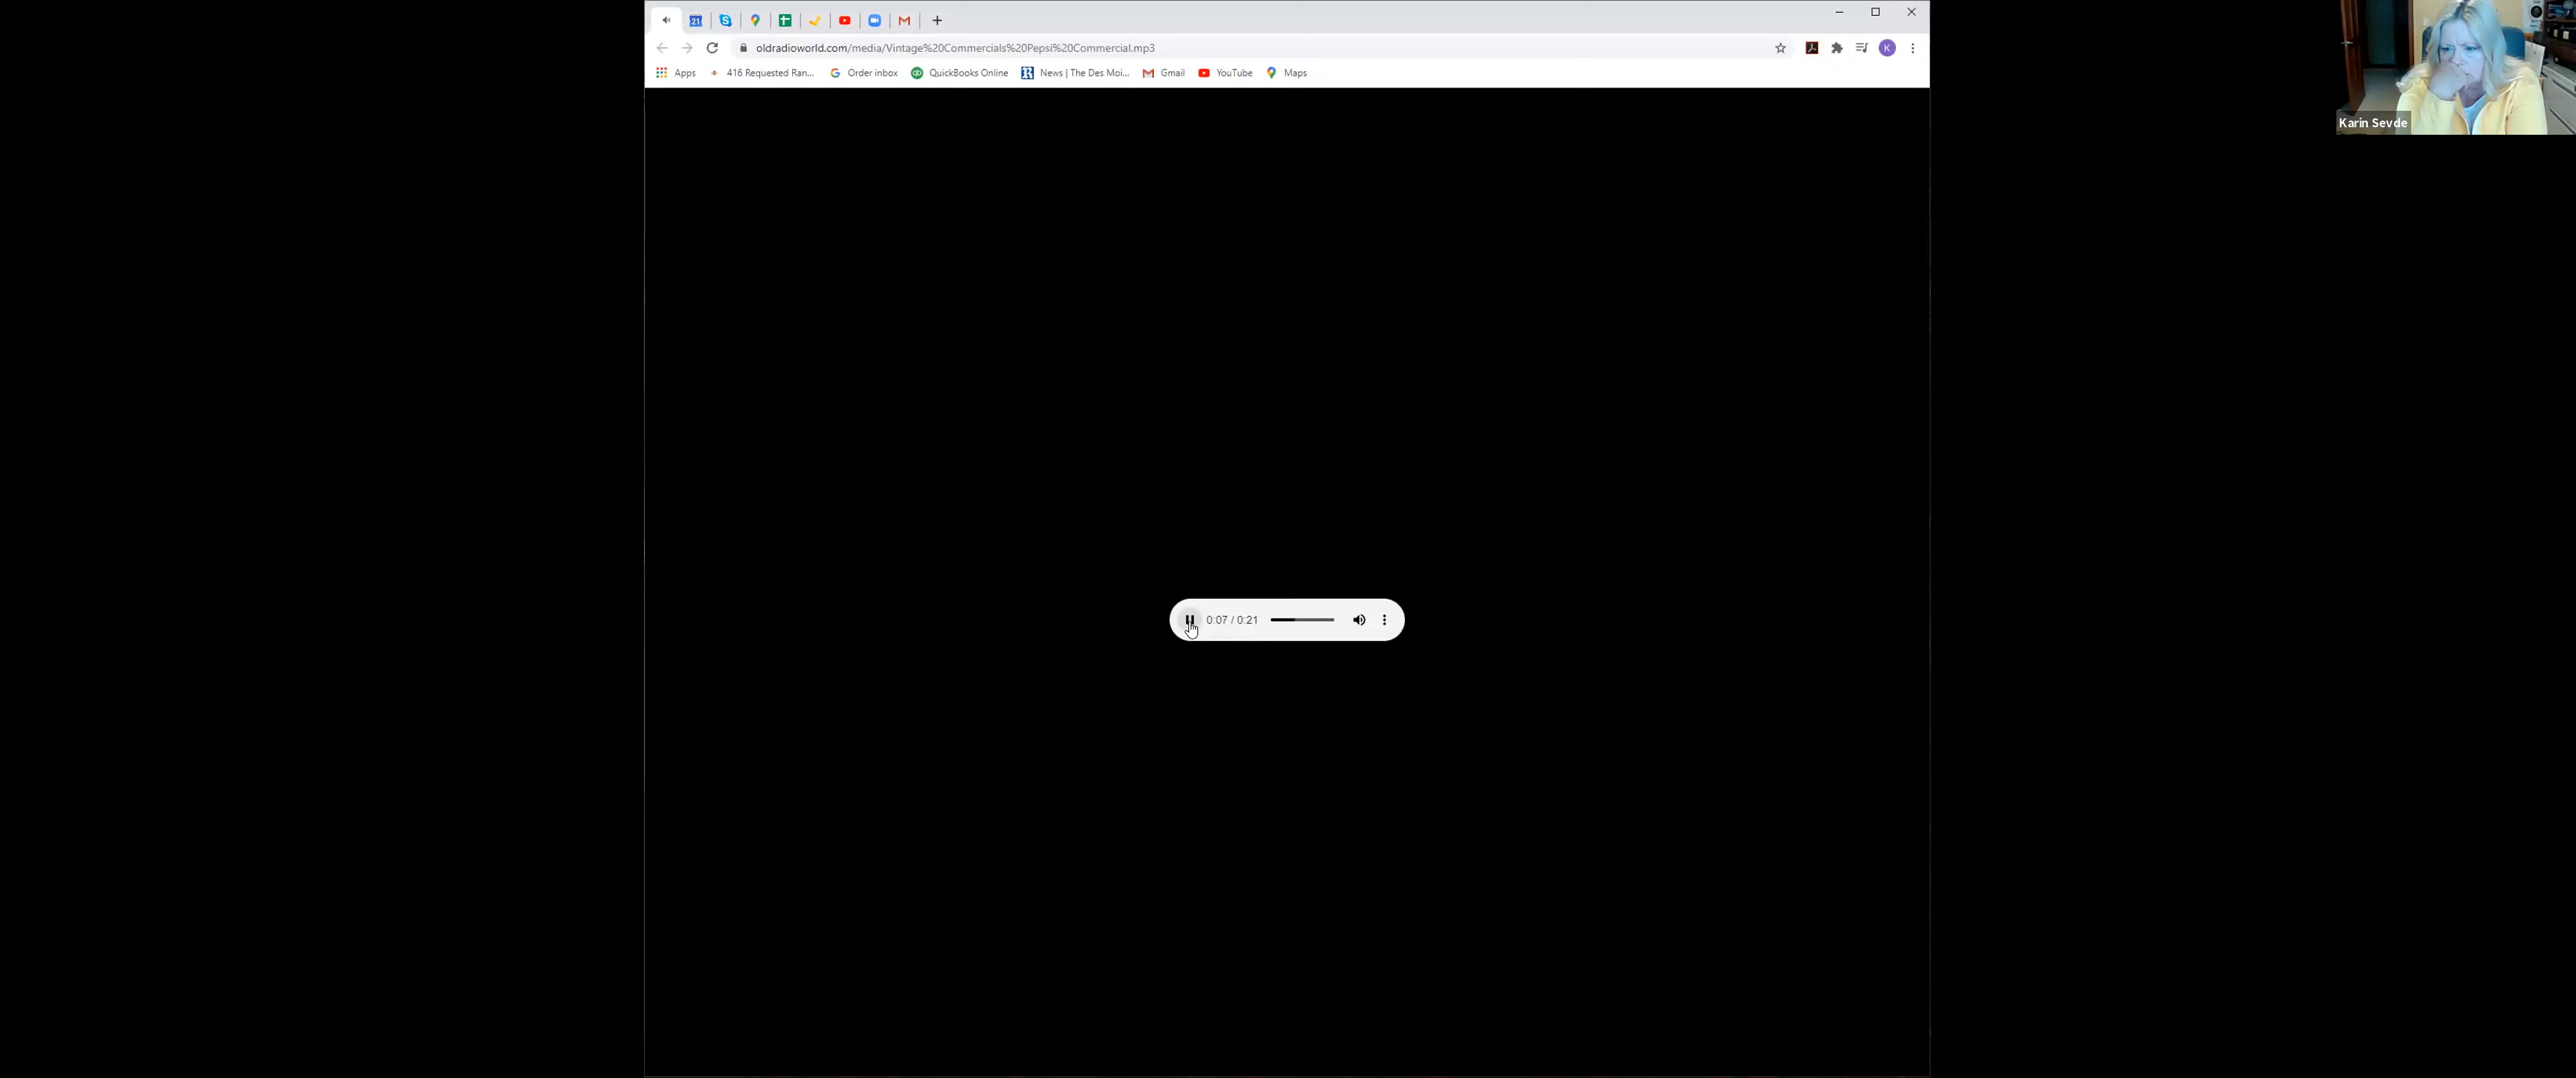 21
oldradioworld.com/media/Vintage%20Commercials%20Pepsi%20Commercial.mp3
K
Apps 416 Requested Ran... Order inbox QuickBooks Online News | The Des Moi... Gmail YouTube Maps
Karin Sevde
0:07 / 0:21